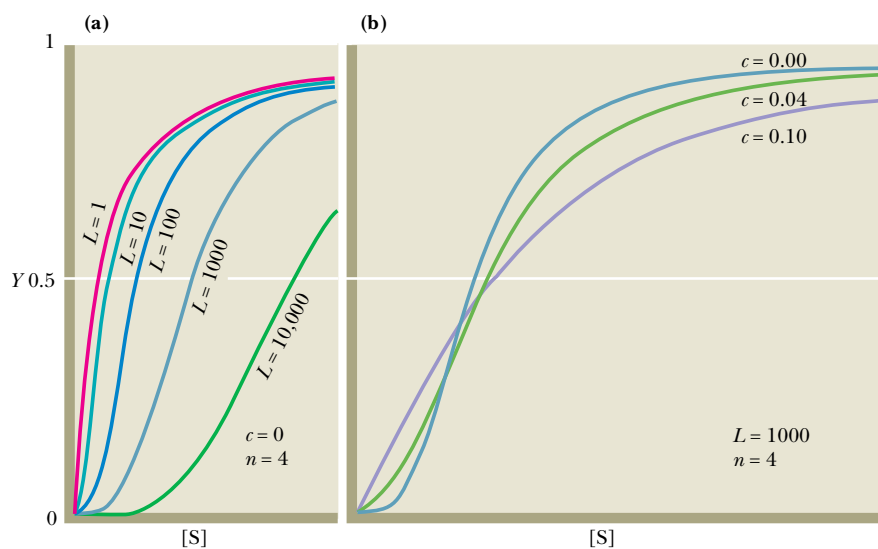 (a)
(b)
1
Y 0.5
0
L = 1
L = 10
L = 100
L = 1000
L = 10,000
c = 0
n = 4
[S]
c = 0.00
c = 0.04
c = 0.10
L = 1000
n = 4
[S]